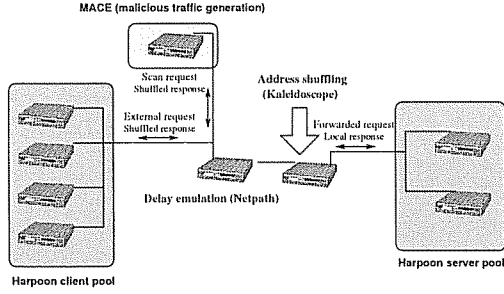 MACE (malicious traffic generation)
Scan request
Shuffled response
External request
Shuffled response
Address shuffling
(Kaleidoscope)
Forwarded request
Local response
Delay emulation (Netpath)
Harpoon client pool
Harpoon server pool